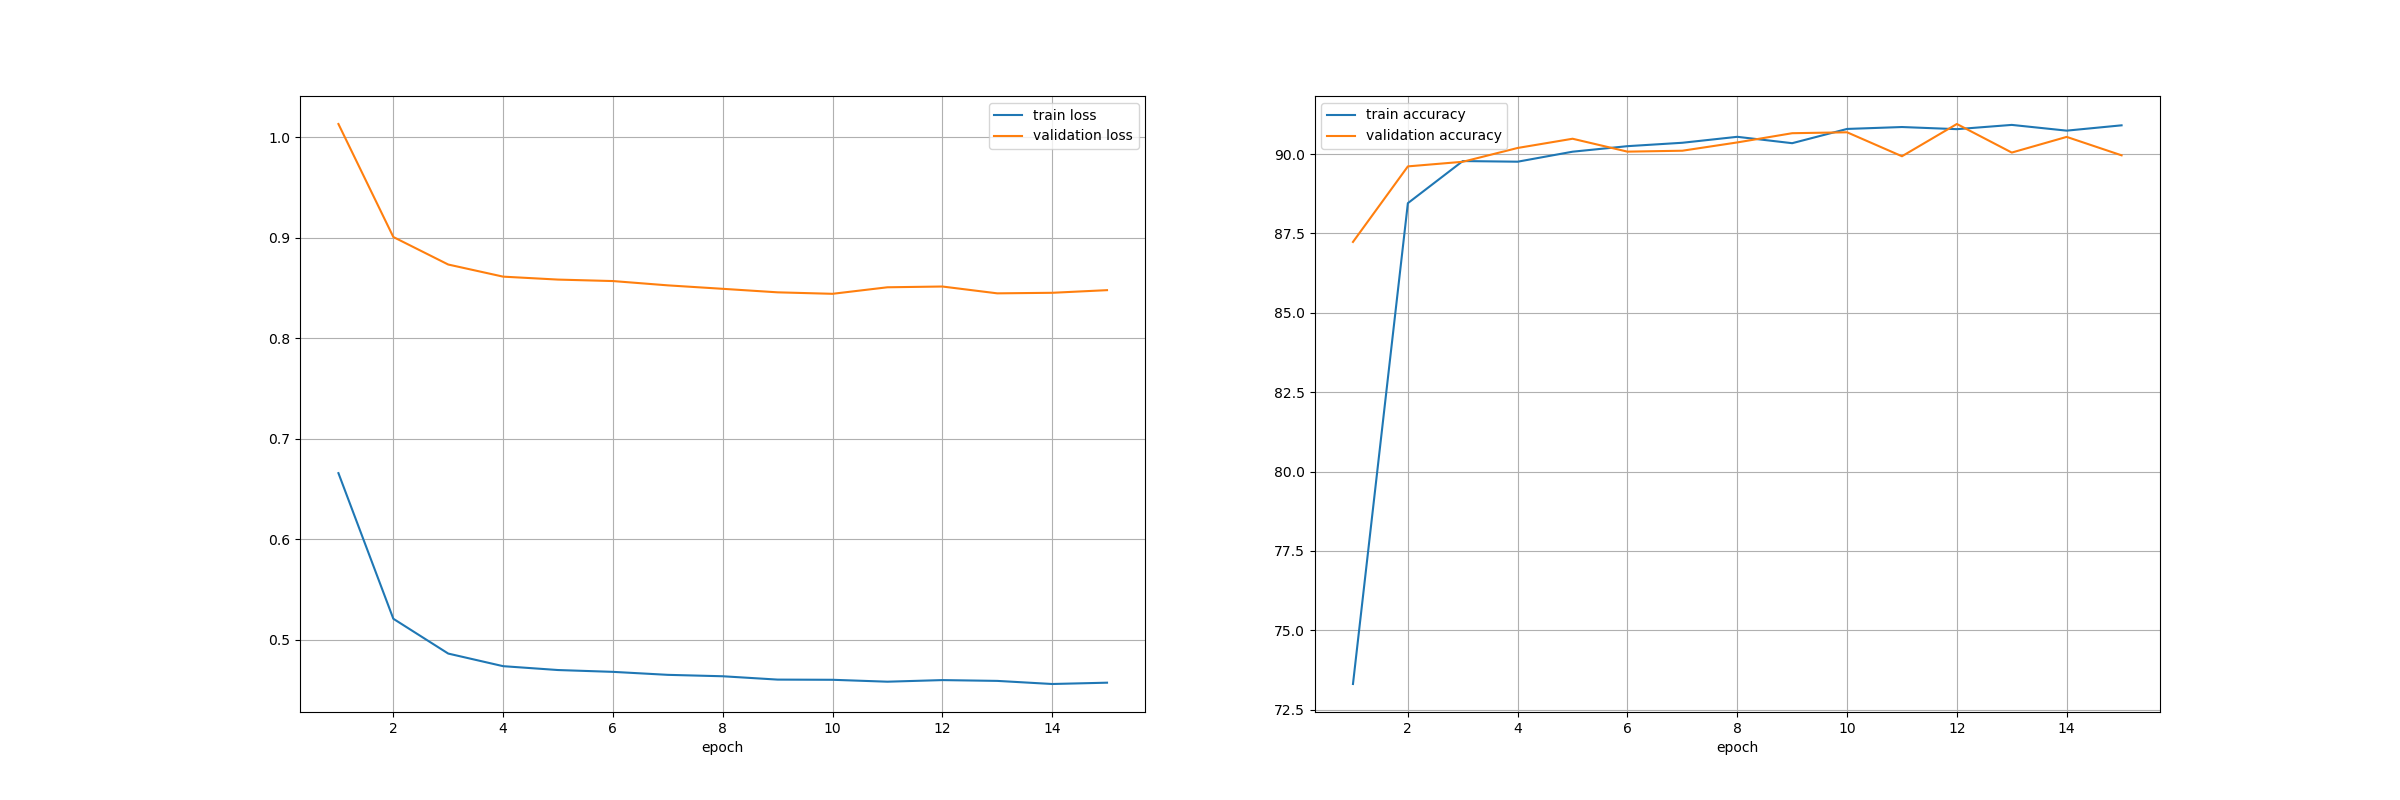 train loss
validation loss
1.0
0.9
0.8
0.7
0.6
0.5
2 4 6 8 10 12 14
epoch
train accuracy
validation accuracy
90.0
87.5
85.0
82.5
80.0
77.5
75.0
72.5
2 4 6 8 10 12 14
epoch